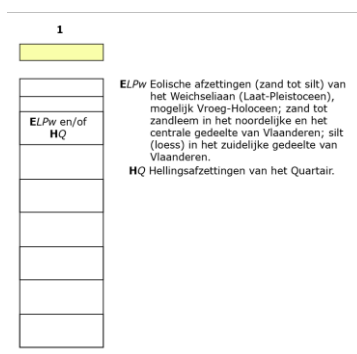 1
ELPw en/of
HQ
ELPw Eolische afzettingen (zand tot silt) van
het Weichseliaan (Laat-Pleistoceen),
mogelijk Vroeg-Holoceen; zand tot
zandleem in het noordelijke en het
centrale gedeelte van Vlaanderen; silt
(loess) in het zuidelijke gedeelte van
Vlaanderen.
HQ Hellingsafzettingen van het Quartair.